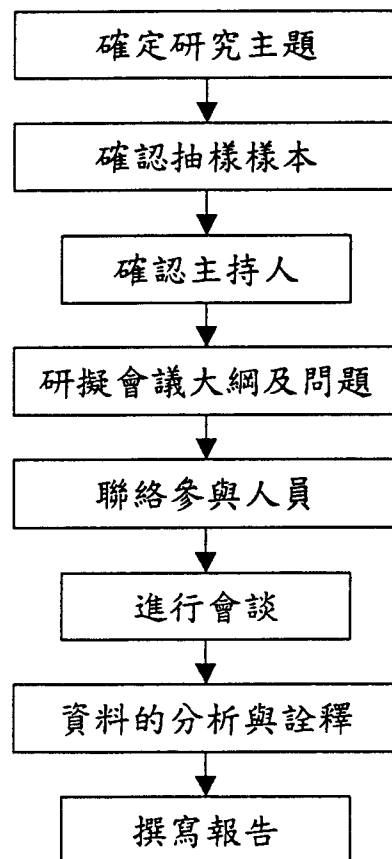 確定研究主題
確認抽樣樣本
確認主持人
研擬會議大綱及問題
聯絡參與人員
進行會談
資料的分析與詮釋
撰寫報告